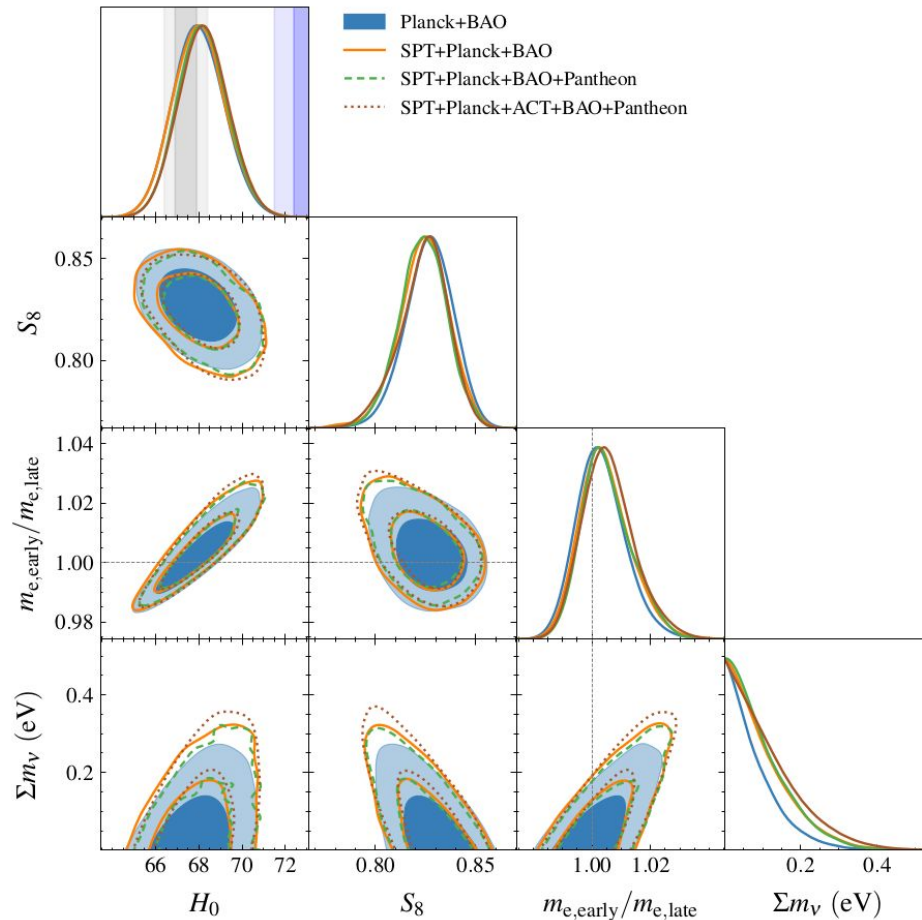 Planck+BAO
SPT+Planck+BAO
SPT+Planck+BAO+Pantheon
SPT+Planck+ACT+BAO+Pantheon
0.85
0.80
S₈
1.04
1.02
1.00
0.98
mₑ,early/mₑ,late
0.4
0.2
Σmν (eV)
66 68 70 72
0.80 0.85
1.00 1.02
0.2 0.4
H₀
S₈
mₑ,early/mₑ,late
Σmν (eV)